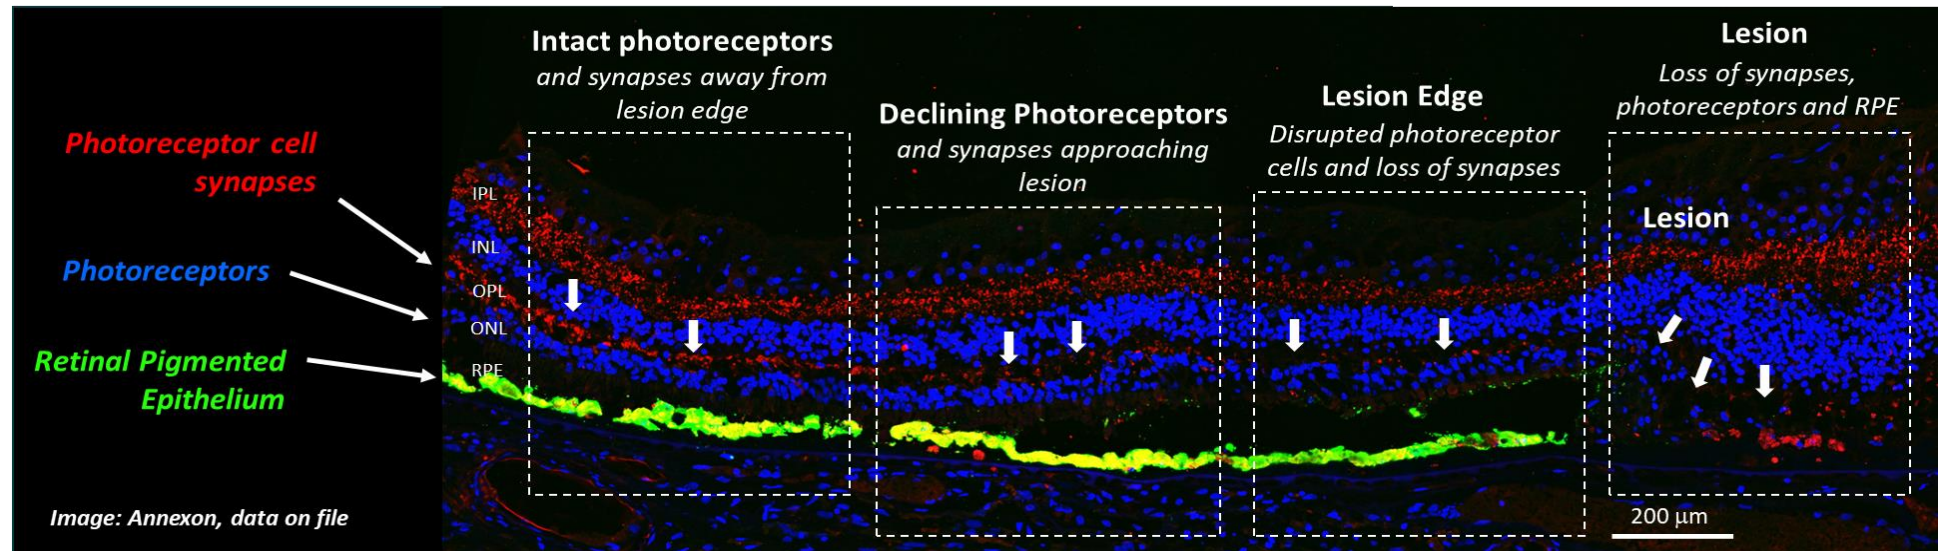 Photoreceptor cell
synapses
Photoreceptors
Retinal Pigmented
Epithelium
Image: Annexon, data on file
IPL
INL
OPL
ONL
RPE
Intact photoreceptors
and synapses away from
lesion edge
Declining Photoreceptors
and synapses approaching
lesion
Lesion Edge
Disrupted photoreceptor
cells and loss of synapses
Lesion
Loss of synapses,
photoreceptors and RPE
Lesion
200 μm